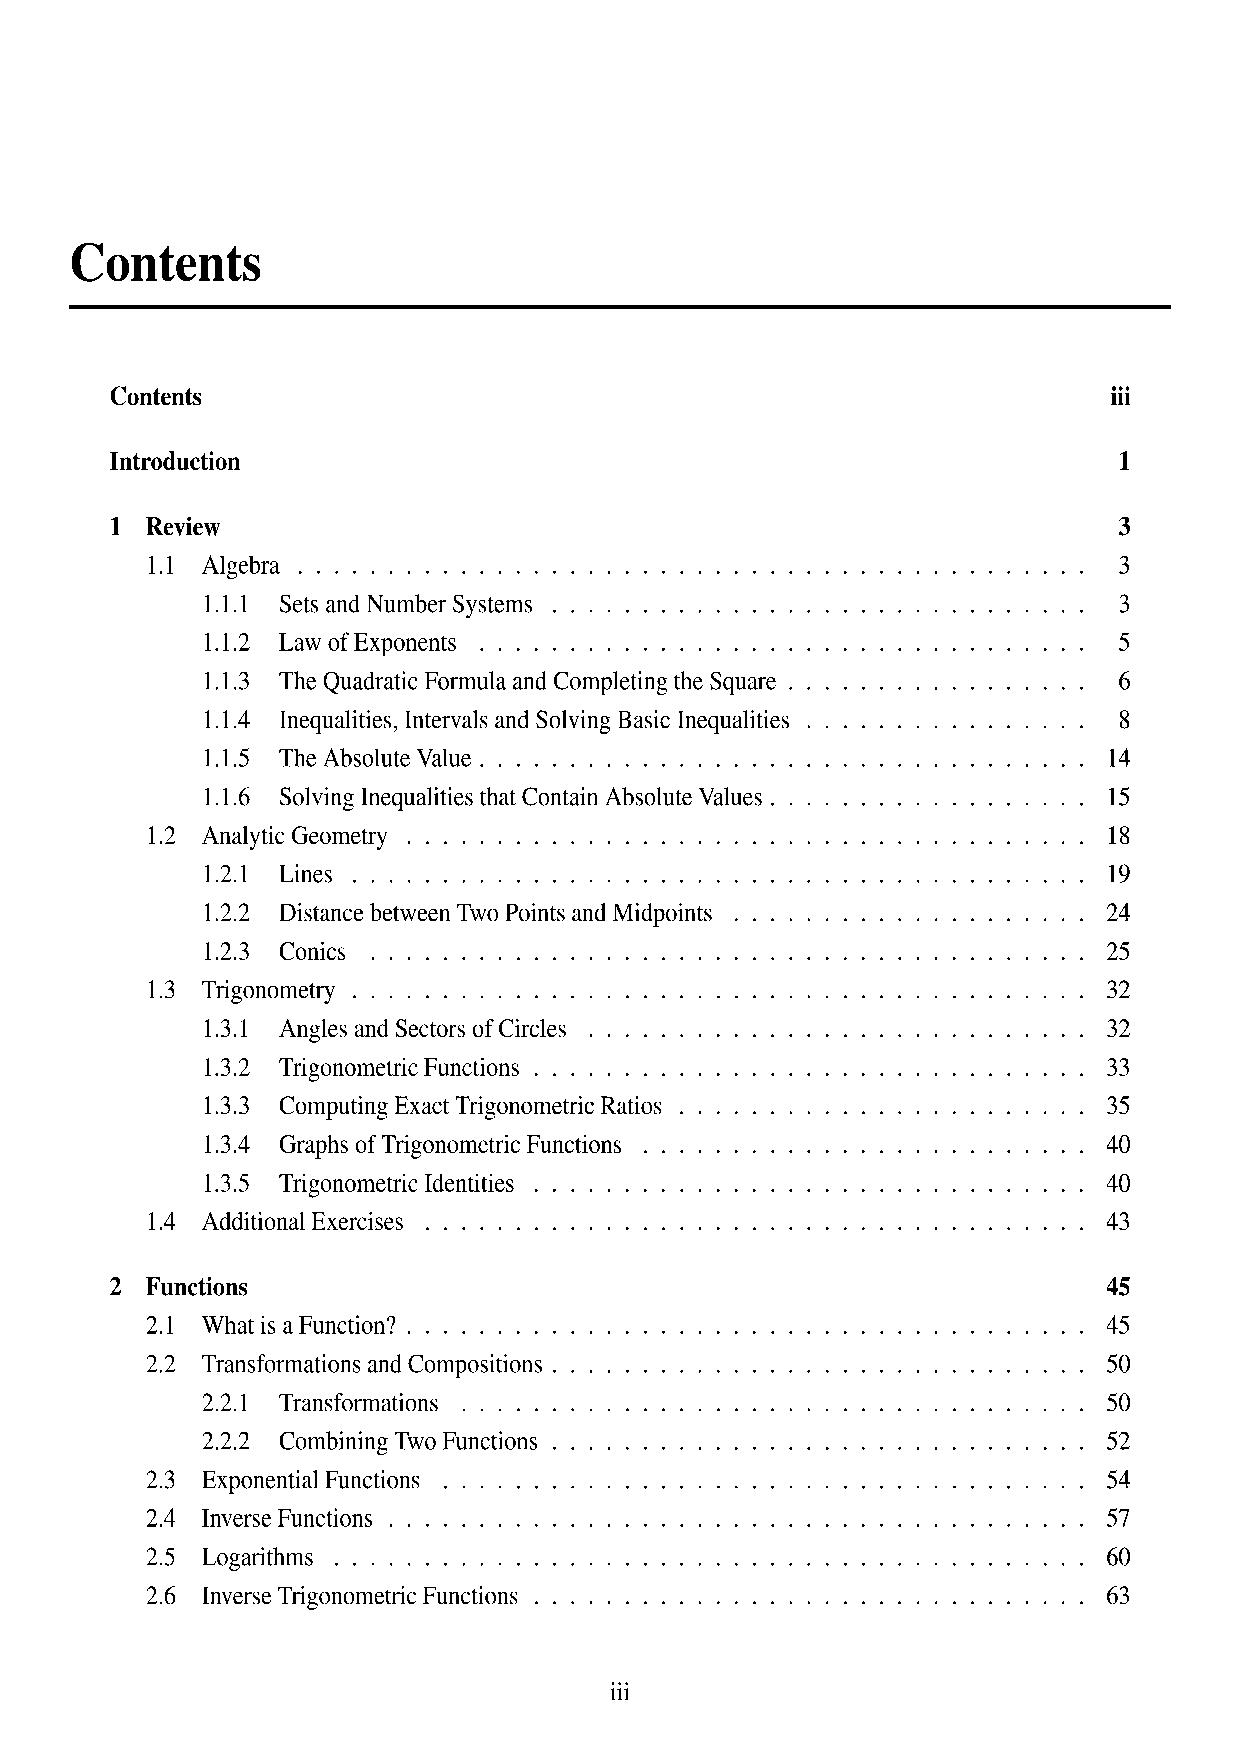 Contents
Contents iii
Introduction 1
1 Review 3
1.1 Algebra . . . . . . . . . . . . . . . . . . . . . . . . . . . . . . . . . . . . . . . . . . . . 3
1.1.1 Sets and Number Systems . . . . . . . . . . . . . . . . . . . . . . . . . . . . . . 3
1.1.2 Law of Exponents . . . . . . . . . . . . . . . . . . . . . . . . . . . . . . . . . . 5
1.1.3 The Quadratic Formula and Completing the Square . . . . . . . . . . . . . . . . . 6
1.1.4 Inequalities, Intervals and Solving Basic Inequalities . . . . . . . . . . . . . . . . 8
1.1.5 The Absolute Value . . . . . . . . . . . . . . . . . . . . . . . . . . . . . . . . . . 14
1.1.6 Solving Inequalities that Contain Absolute Values . . . . . . . . . . . . . . . . . . 15
1.2 Analytic Geometry . . . . . . . . . . . . . . . . . . . . . . . . . . . . . . . . . . . . . . 18
1.2.1 Lines . . . . . . . . . . . . . . . . . . . . . . . . . . . . . . . . . . . . . . . . . 19
1.2.2 Distance between Two Points and Midpoints . . . . . . . . . . . . . . . . . . . . 24
1.2.3 Conics . . . . . . . . . . . . . . . . . . . . . . . . . . . . . . . . . . . . . . . . 25
1.3 Trigonometry . . . . . . . . . . . . . . . . . . . . . . . . . . . . . . . . . . . . . . . . . 32
1.3.1 Angles and Sectors of Circles . . . . . . . . . . . . . . . . . . . . . . . . . . . . 32
1.3.2 Trigonometric Functions . . . . . . . . . . . . . . . . . . . . . . . . . . . . . . . 33
1.3.3 Computing Exact Trigonometric Ratios . . . . . . . . . . . . . . . . . . . . . . . 35
1.3.4 Graphs of Trigonometric Functions . . . . . . . . . . . . . . . . . . . . . . . . . 40
1.3.5 Trigonometric Identities . . . . . . . . . . . . . . . . . . . . . . . . . . . . . . . 40
1.4 Additional Exercises . . . . . . . . . . . . . . . . . . . . . . . . . . . . . . . . . . . . . 43
2 Functions 45
2.1 What is a Function? . . . . . . . . . . . . . . . . . . . . . . . . . . . . . . . . . . . . . . 45
2.2 Transformations and Compositions . . . . . . . . . . . . . . . . . . . . . . . . . . . . . . 50
2.2.1 Transformations . . . . . . . . . . . . . . . . . . . . . . . . . . . . . . . . . . . 50
2.2.2 Combining Two Functions . . . . . . . . . . . . . . . . . . . . . . . . . . . . . . 52
2.3 Exponential Functions . . . . . . . . . . . . . . . . . . . . . . . . . . . . . . . . . . . . 54
2.4 Inverse Functions . . . . . . . . . . . . . . . . . . . . . . . . . . . . . . . . . . . . . . . 57
2.5 Logarithms . . . . . . . . . . . . . . . . . . . . . . . . . . . . . . . . . . . . . . . . . . 60
2.6 Inverse Trigonometric Functions . . . . . . . . . . . . . . . . . . . . . . . . . . . . . . . 63
iii